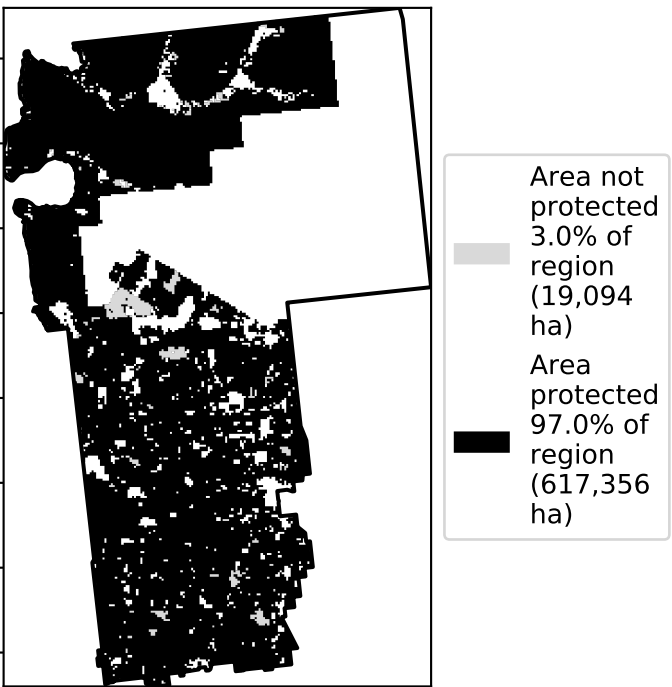 Area not
protected
3.0% of
region
(19,094
ha)
Area
protected
97.0% of
region
(617,356
ha)